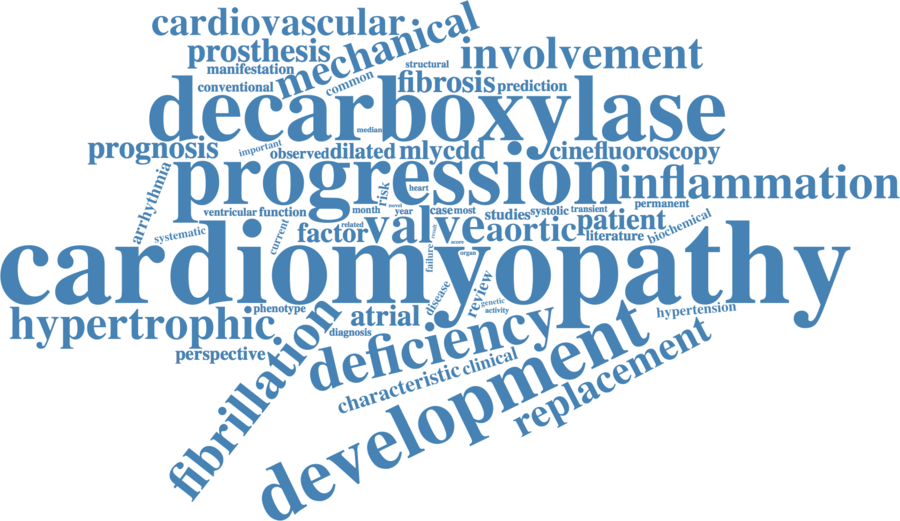 cardiovascular
mechanical
prosthesis
involvement
manifestation
structural
common
conventional
fibrosis
prediction
decarboxylase
median
prognosis
important
observed
dilated
mlycdd
cinefluoroscopy
progression
inflammation
arrhythmia
risk
heart
permanent
ventricular
function
month
novel
year
case
most
studies
systolic
transient
patient
systematic
current
factor
related
valve
aortic
literature
biochemical
score
organ
failure
cardiomyopathy
disease
review
genetic
activity
hypertension
phenotype
hypertrophic
atrial
diagnosis
perspective
fibrillation
deficiency
characteristic
clinical
development
replacement